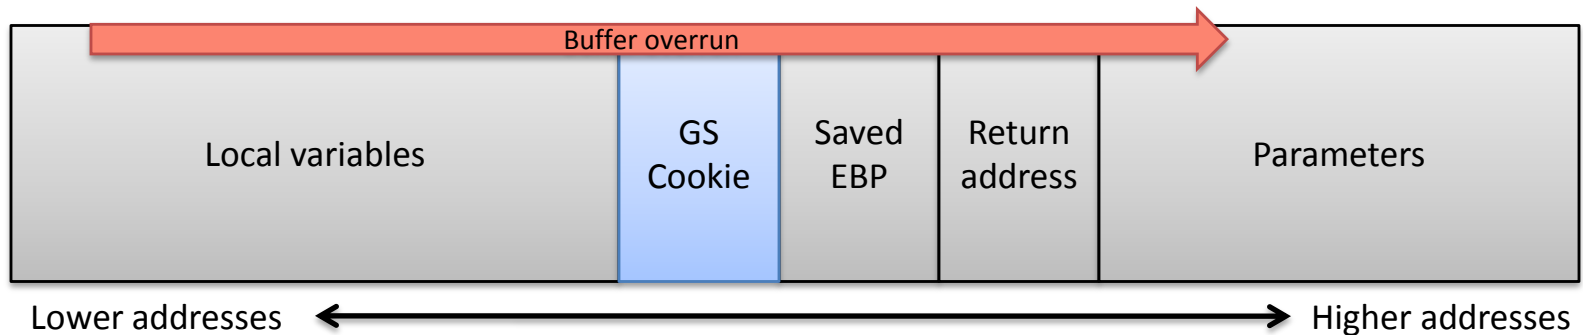 Buffer overrun
Local variables
GS
Cookie
Saved
EBP
Return
address
Parameters
Lower addresses
Higher addresses